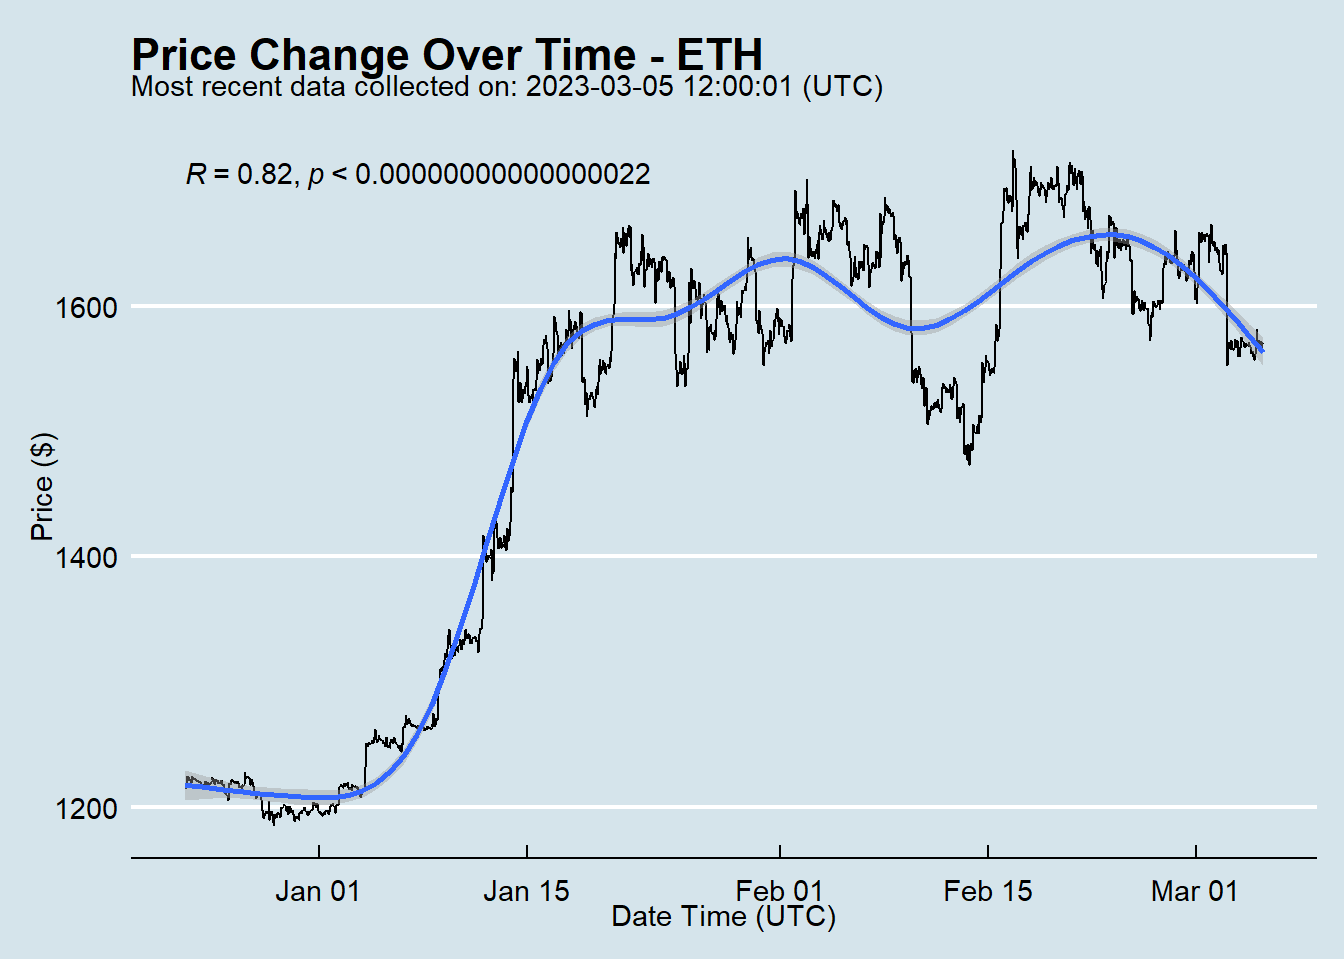 Price Change Over Time - ETH
Most recent data collected on: 2023-03-05 12:00:01 (UTC)
R = 0.82, p < 0.00000000000000022
1600
1400
1200
Price ($)
Jan 01 Jan 15 Feb 01 Feb 15 Mar 01
Date Time (UTC)